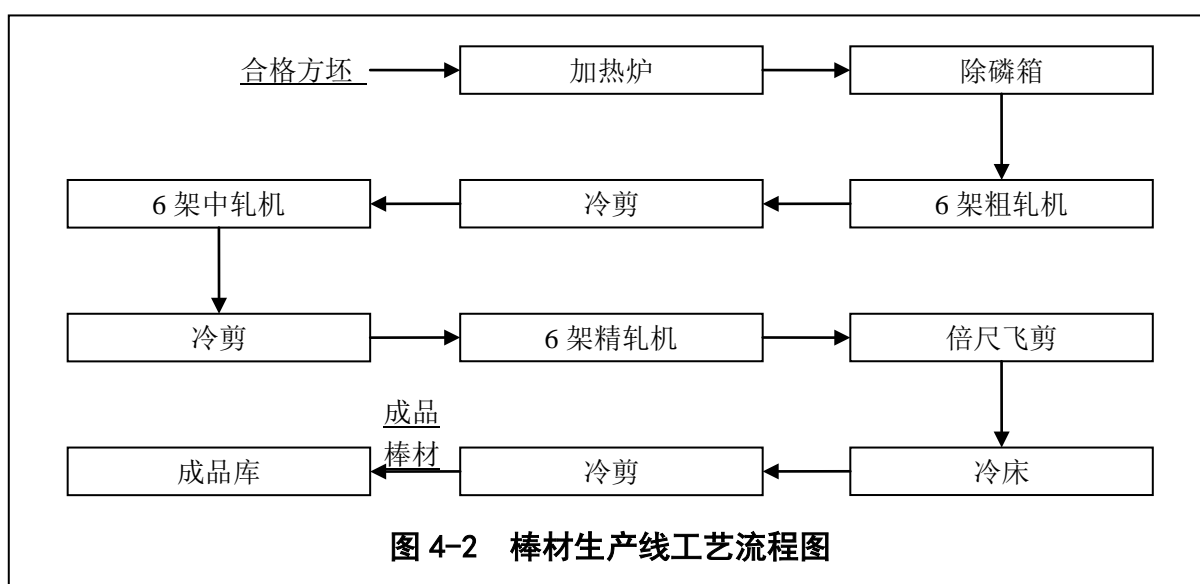 合格方坯
加热炉
除磷箱
6 架粗轧机
冷剪
6 架中轧机
冷剪
6 架精轧机
倍尺飞剪
冷床
冷剪
成品
棒材
成品库
图 4-2 棒材生产线工艺流程图